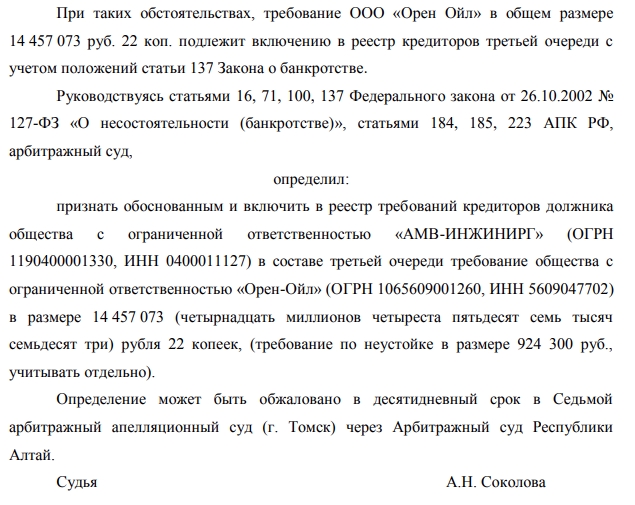 При таких обстоятельствах, требование ООО «Орен Ойл» в общем размере
14 457 073 руб. 22 коп. подлежит включению в реестр кредиторов третьей очереди с
учетом положений статьи 137 Закона о банкротстве.
Руководствуясь статьями 16, 71, 100, 137 Федерального закона от 26.10.2002 №
127-ФЗ «О несостоятельности (банкротстве)», статьями 184, 185, 223 АПК РФ,
арбитражный суд,
определил:
признать обоснованным и включить в реестр требований кредиторов должника
общества с ограниченной ответственностью «АМВ-ИНЖИНИРГ» (ОГРН
1190400001330, ИНН 0400011127) в составе третьей очереди требование общества с
ограниченной ответственностью «Орен-Ойл» (ОГРН 1065609001260, ИНН 5609047702)
в размере 14 457 073 (четырнадцать миллионов четыреста пятьдесят семь тысяч
семьдесят три) рубля 22 копеек, (требование по неустойке в размере 924 300 руб.,
учитывать отдельно).
Определение может быть обжаловано в десятидневный срок в Седьмой
арбитражный апелляционный суд (г. Томск) через Арбитражный суд Республики
Алтай.
Судья А.Н. Соколова